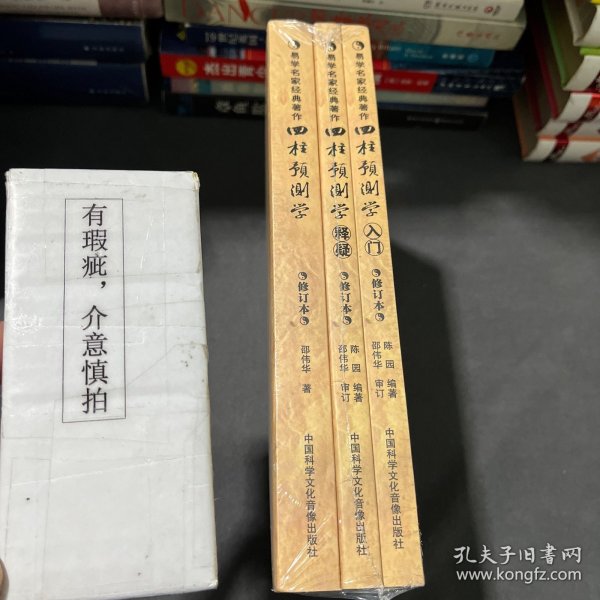 有瑕疵，
介意慎拍
易学名家经典著作
四柱预测学
修订本
邵伟华 著
中国科学文化音像出版社
易学名家经典著作
四柱预测学 释疑
修订本
陈园 编著
邵伟华 审订
中国科学文化音像出版社
易学名家经典著作
四柱预测学 入门
修订本
陈园 编著
邵伟华 审订
中国科学文化音像出版社
孔夫子旧书网
www.kongfz.com